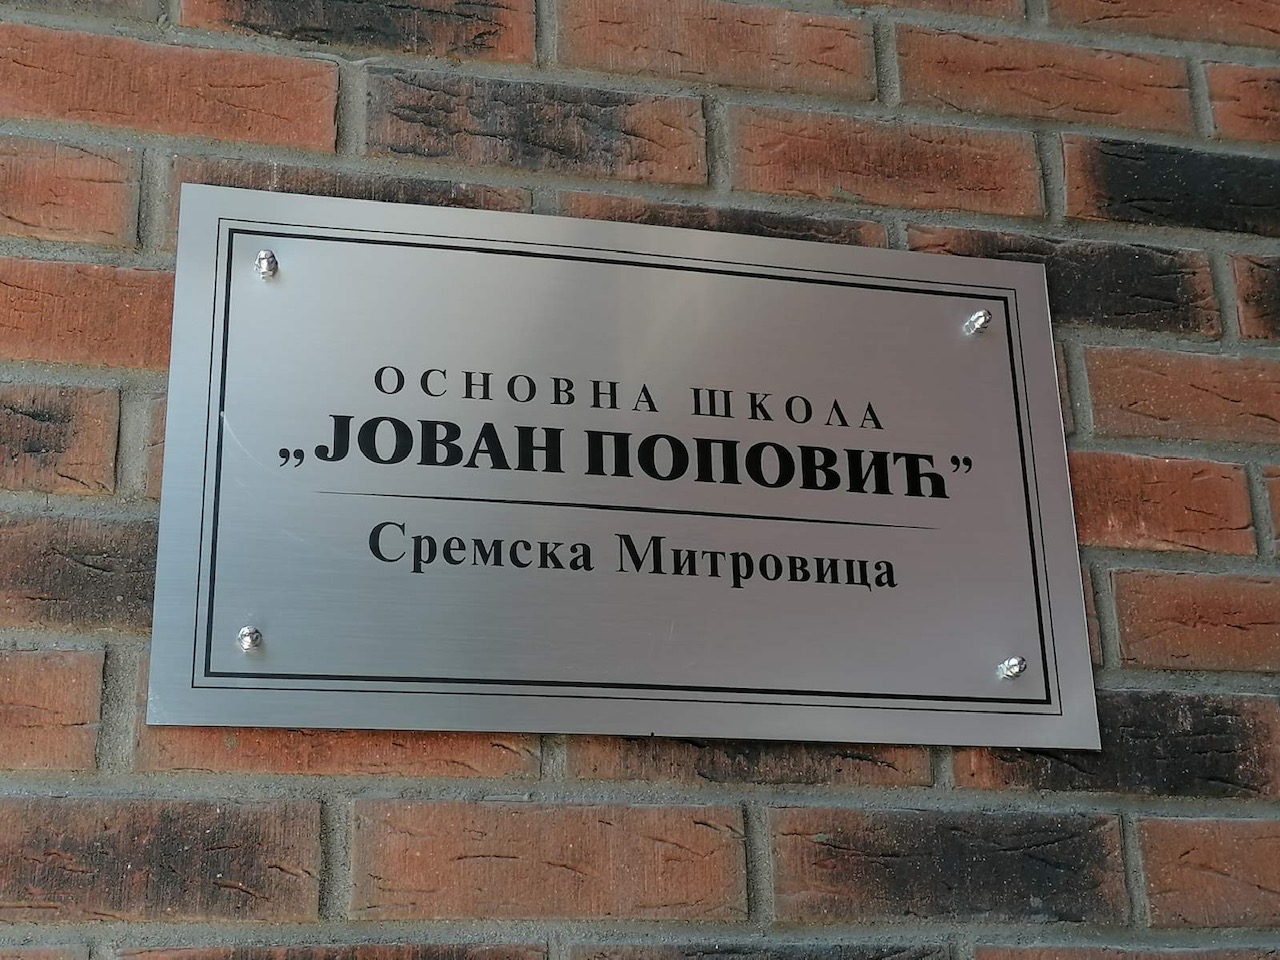 ОСНОВНА ШКОЛА
„ЈОВАН ПОПОВИЋ”
Сремска Митровица